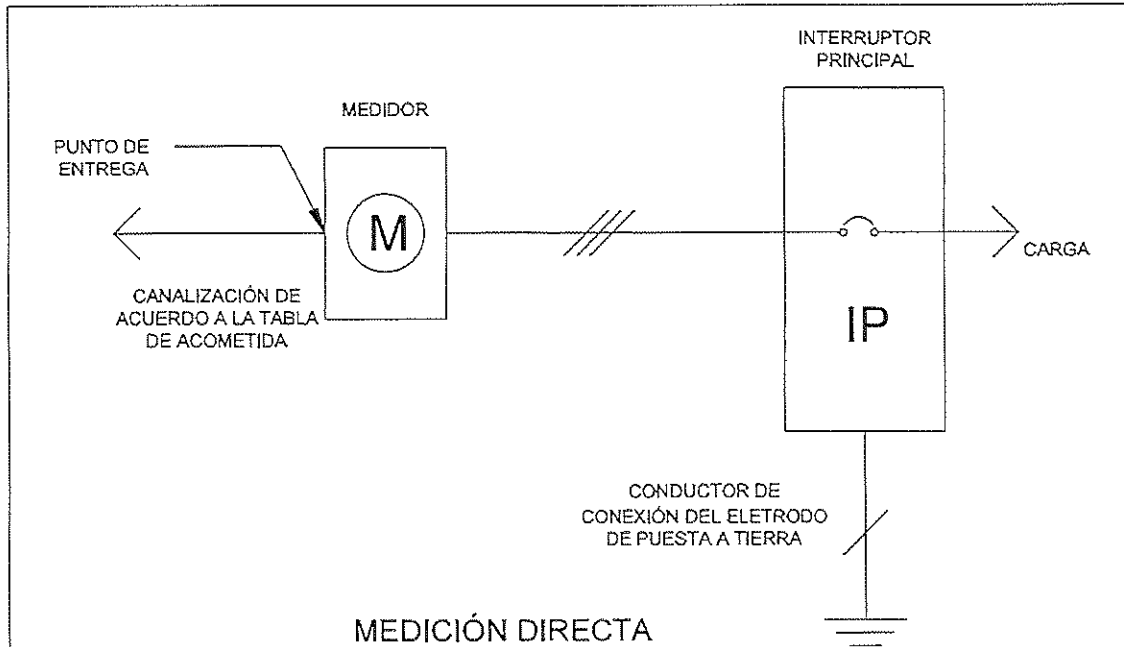 INTERRUPTOR
PRINCIPAL
MEDIDOR
PUNTO DE
ENTREGA
M
CARGA
CANALIZACIÓN DE
ACUERDO A LA TABLA
DE ACOMETIDA
IP
CONDUCTOR DE
CONEXIÓN DEL ELETRODO
DE PUESTA A TIERRA
MEDICIÓN DIRECTA